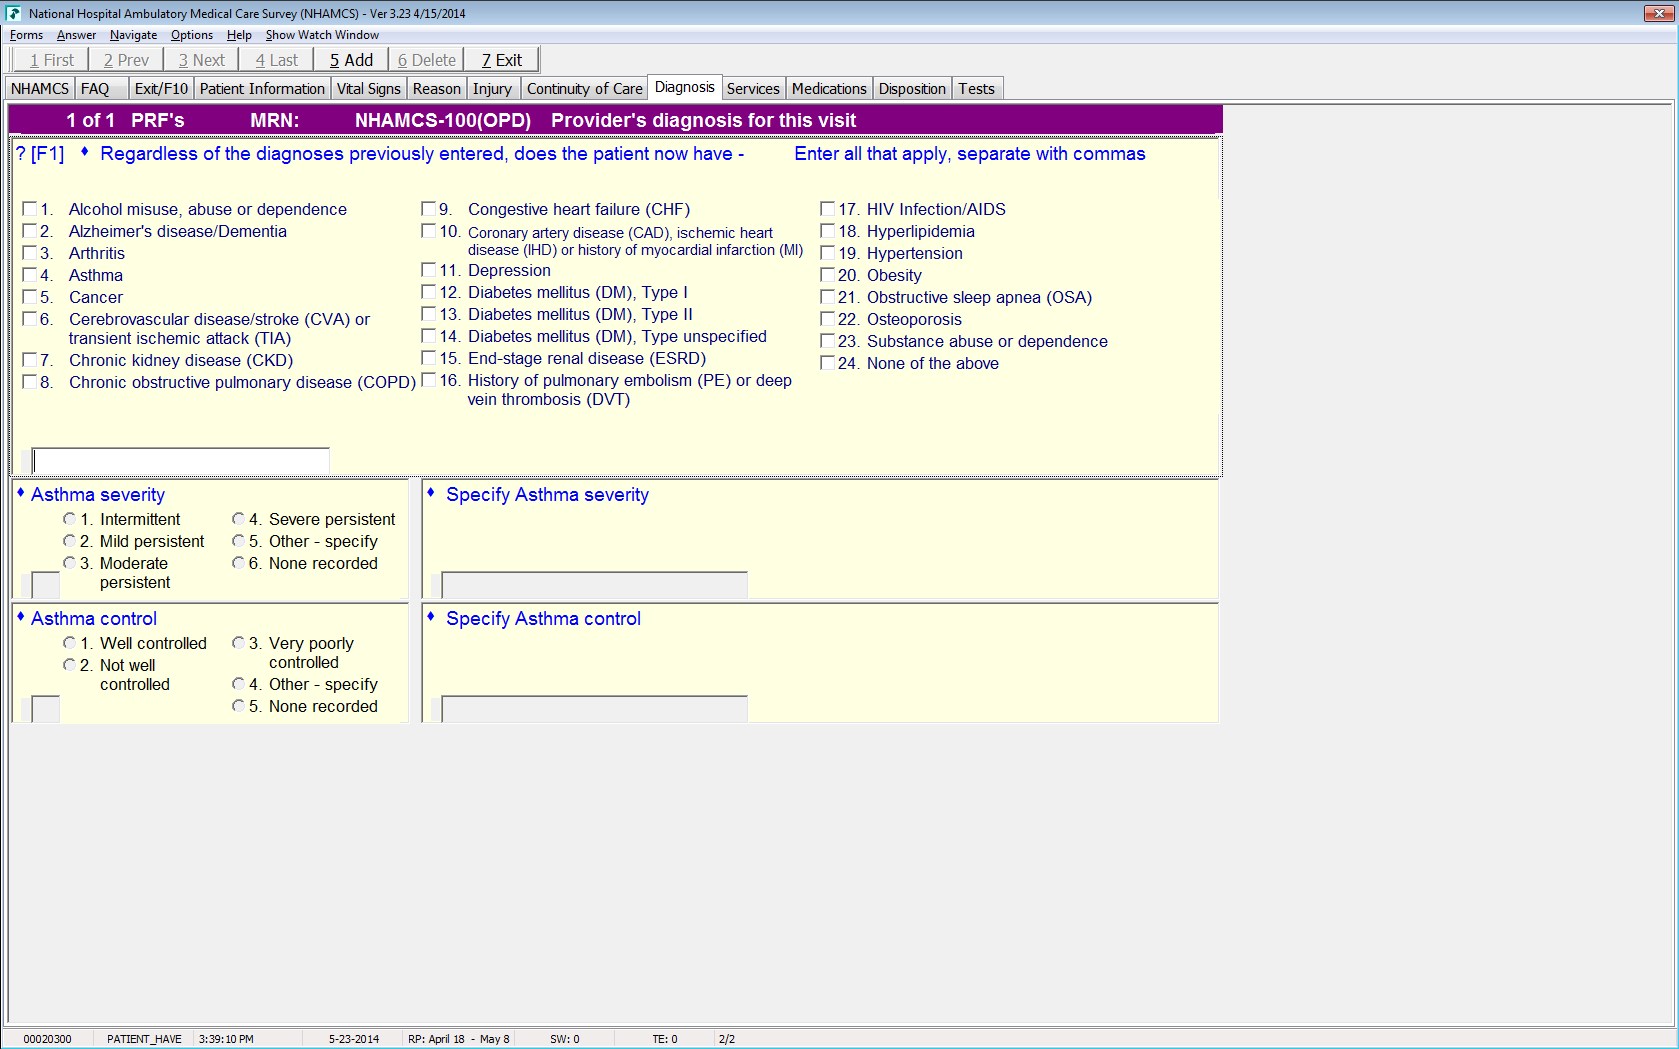 National Hospital Ambulatory Medical Care Survey (NHAMCS) - Ver 3.23 4/15/2014
Forms Answer Navigate Options Help Show Watch Window
1 First 2 Prev 3 Next 4 Last 5 Add 6 Delete 7 Exit
NHAMCS FAQ Exit/F10 Patient Information Vital Signs Reason Injury Continuity of Care Diagnosis Services Medications Disposition Tests
1 of 1 PRF's MRN: NHAMCS-100(OPD) Provider's diagnosis for this visit
? [F1] ♦ Regardless of the diagnoses previously entered, does the patient now have - Enter all that apply, separate with commas
1. Alcohol misuse, abuse or dependence
2. Alzheimer's disease/Dementia
3. Arthritis
4. Asthma
5. Cancer
6. Cerebrovascular disease/stroke (CVA) or
transient ischemic attack (TIA)
7. Chronic kidney disease (CKD)
8. Chronic obstructive pulmonary disease (COPD)
9. Congestive heart failure (CHF)
10. Coronary artery disease (CAD), ischemic heart
disease (IHD) or history of myocardial infarction (MI)
11. Depression
12. Diabetes mellitus (DM), Type I
13. Diabetes mellitus (DM), Type II
14. Diabetes mellitus (DM), Type unspecified
15. End-stage renal disease (ESRD)
16. History of pulmonary embolism (PE) or deep
vein thrombosis (DVT)
17. HIV Infection/AIDS
18. Hyperlipidemia
19. Hypertension
20. Obesity
21. Obstructive sleep apnea (OSA)
22. Osteoporosis
23. Substance abuse or dependence
24. None of the above
♦ Asthma severity
1. Intermittent
2. Mild persistent
3. Moderate
persistent
4. Severe persistent
5. Other - specify
6. None recorded
♦ Specify Asthma severity
♦ Asthma control
1. Well controlled
2. Not well
controlled
3. Very poorly
controlled
4. Other - specify
5. None recorded
♦ Specify Asthma control
00020300 PATIENT_HAVE 3:39:10 PM 5-23-2014 RP: April 18 - May 8 SW: 0 TE: 0 2/2